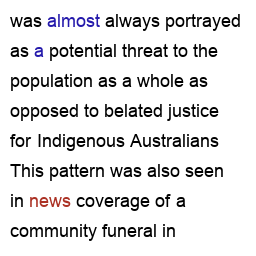 was almost always portrayed
as a potential threat to the
population as a whole as
opposed to belated justice
for Indigenous Australians
This pattern was also seen
in news coverage of a
community funeral in